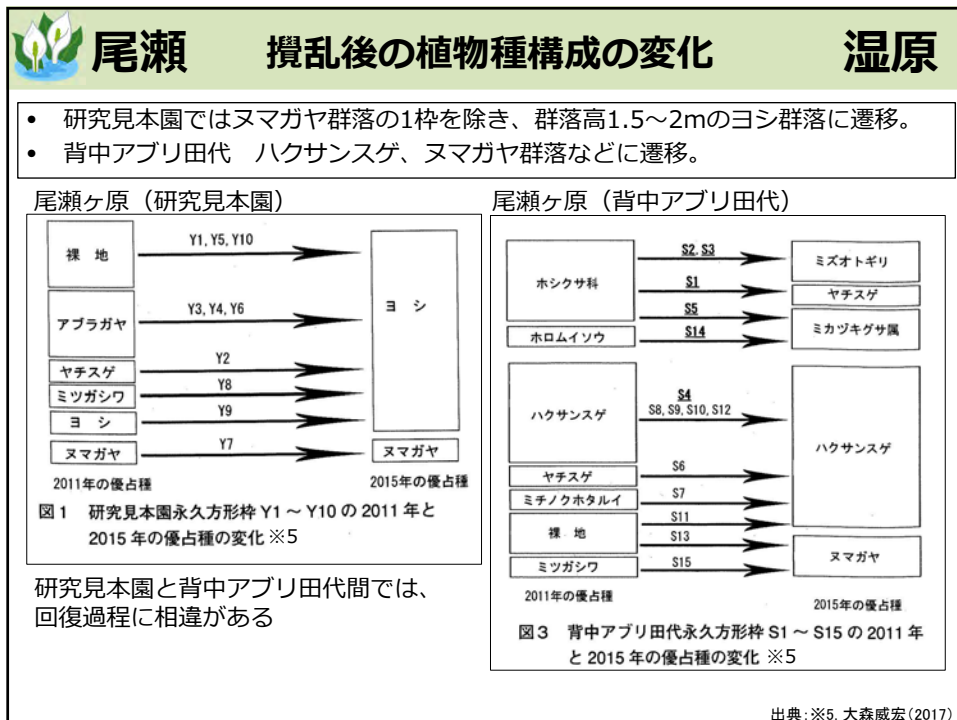 尾瀬 攪乱後の植物種構成の変化 湿原
• 研究見本園ではヌマガヤ群落の1枠を除き、群落高1.5～2mのヨシ群落に遷移。
• 背中アブリ田代 ハクサンスゲ、ヌマガヤ群落などに遷移。
尾瀬ヶ原（研究見本園）
裸 地
アブラガヤ
ヤチスゲ
ミツガシワ
ヨ シ
ヌマガヤ
Y1, Y5, Y10
Y3, Y4, Y6
Y2
Y8
Y9
Y7
ヨ シ
ヌマガヤ
2011年の優占種
2015年の優占種
図1 研究見本園永久方形枠 Y1 ～ Y10 の 2011 年と
2015 年の優占種の変化 ※5
研究見本園と背中アブリ田代間では、
回復過程に相違がある
尾瀬ヶ原（背中アブリ田代）
ホシクサ科
ホロムイソウ
ハクサンスゲ
ヤチスゲ
ミチノクホタルイ
裸 地
ミツガシワ
S2, S3
S1
S5
S14
S4
S8, S9, S10, S12
S6
S7
S11
S13
S15
ミズオトギリ
ヤチスゲ
ミカヅキグサ属
ハクサンスゲ
ヌマガヤ
2011年の優占種
2015年の優占種
図3 背中アブリ田代永久方形枠 S1 ～ S15 の 2011 年
と 2015 年の優占種の変化 ※5
出典：※5. 大森威宏(2017)